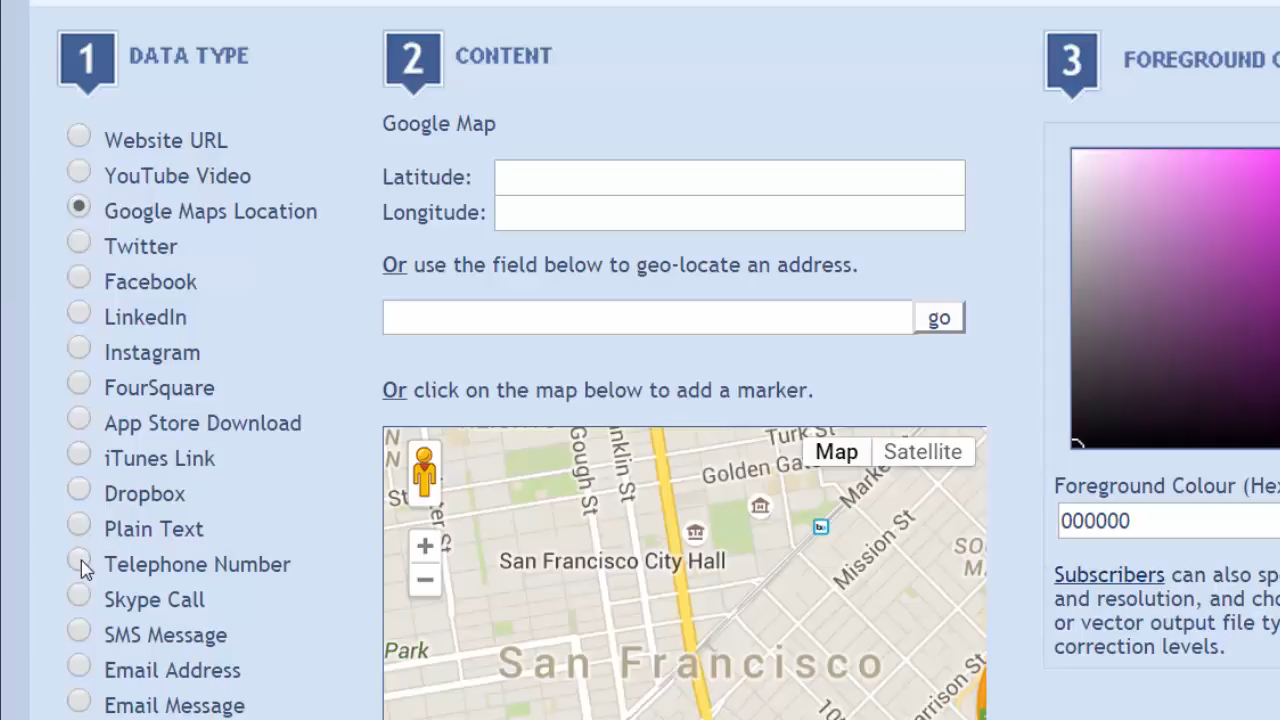 1 DATA TYPE
Website URL
YouTube Video
Google Maps Location
Twitter
Facebook
LinkedIn
Instagram
FourSquare
App Store Download
iTunes Link
Dropbox
Plain Text
Telephone Number
Skype Call
SMS Message
Email Address
Email Message
2 CONTENT
Google Map
Latitude:
Longitude:
Or use the field below to geo-locate an address.
go
Or click on the map below to add a marker.
Map Satellite
Turk St
Golden Gat
Gough St
nklin St
Marke
Mission St
San Francisco City Hall
Park
San Francisco
arrison St
3 FOREGROUND C
Foreground Colour (Hex
000000
Subscribers can also sp
and resolution, and cho
or vector output file ty
correction levels.